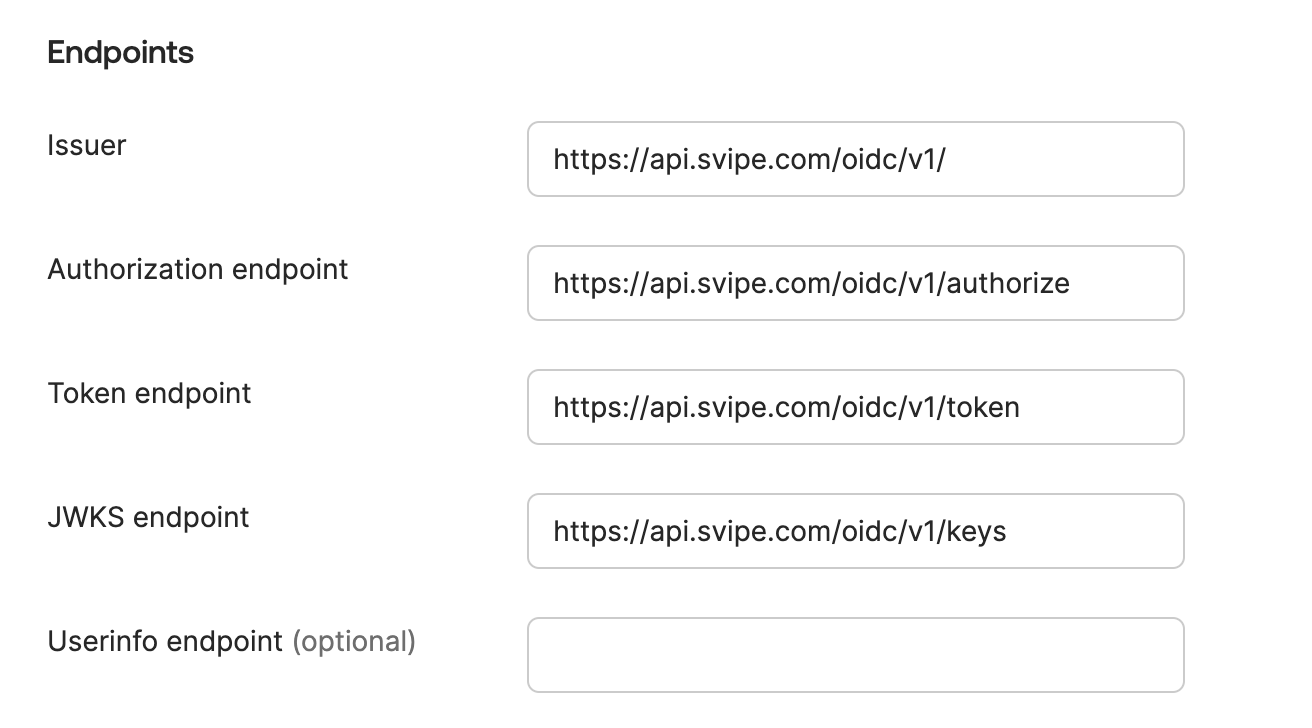 Endpoints
Issuer
https://api.svipe.com/oidc/v1/
Authorization endpoint
https://api.svipe.com/oidc/v1/authorize
Token endpoint
https://api.svipe.com/oidc/v1/token
JWKS endpoint
https://api.svipe.com/oidc/v1/keys
Userinfo endpoint (optional)